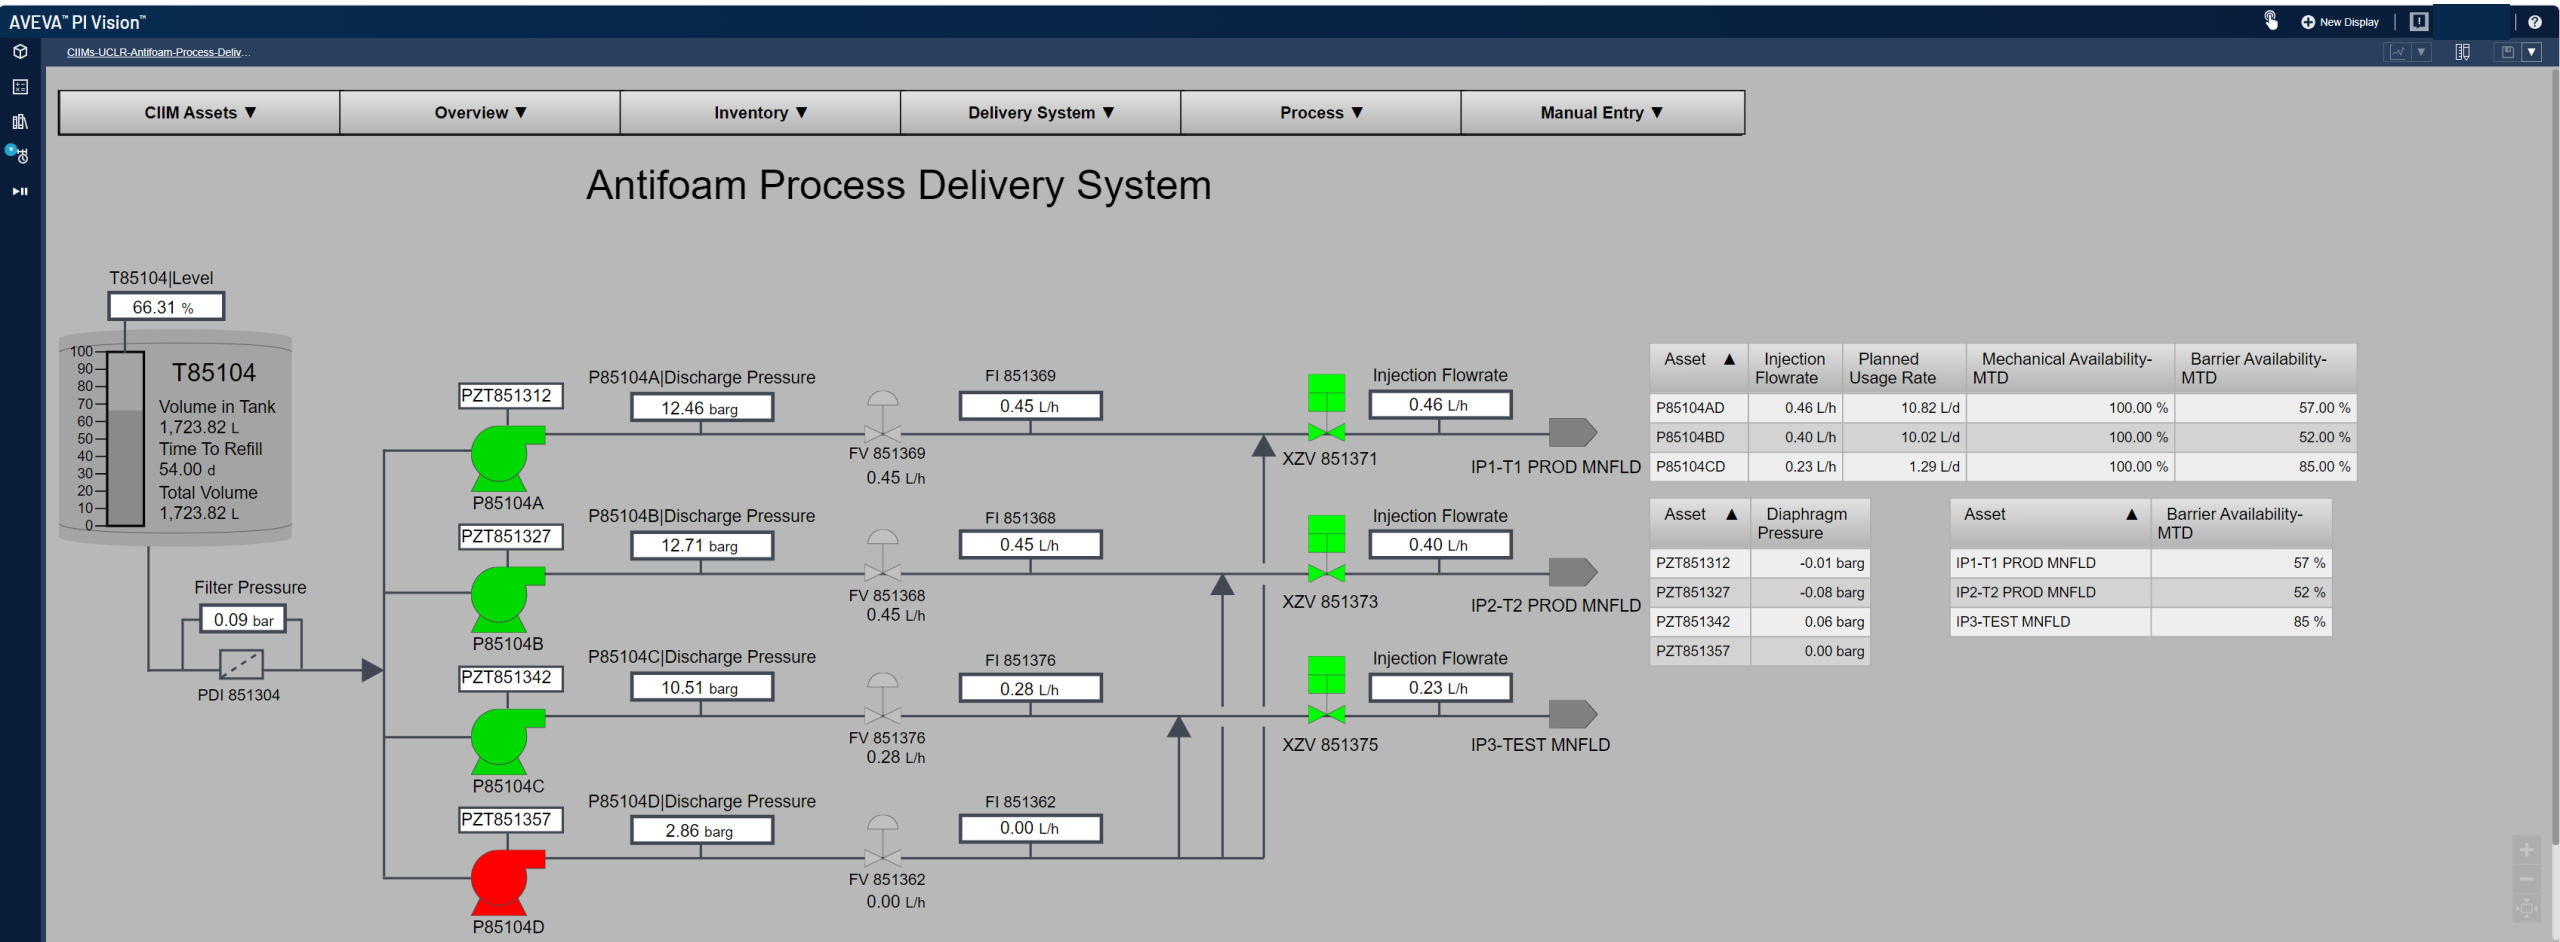 AVEVA™ PI Vision™
New Display
CIIMs-UCLR-Antifoam-Process-Deliv...
CIIM Assets ▼
Overview ▼
Inventory ▼
Delivery System ▼
Process ▼
Manual Entry ▼
Antifoam Process Delivery System
T85104|Level
66.31 %
100
90
80
70
60
50
40
30
20
10
0
T85104
Volume in Tank
1,723.82 L
Time To Refill
54.00 d
Total Volume
1,723.82 L
Filter Pressure
0.09 bar
PDI 851304
PZT851312
P85104A
P85104A|Discharge Pressure
12.46 barg
FV 851369
0.45 L/h
FI 851369
0.45 L/h
XZV 851371
Injection Flowrate
0.46 L/h
IP1-T1 PROD MNFLD
PZT851327
P85104B
P85104B|Discharge Pressure
12.71 barg
FV 851368
0.45 L/h
FI 851368
0.45 L/h
XZV 851373
Injection Flowrate
0.40 L/h
IP2-T2 PROD MNFLD
PZT851342
P85104C
P85104C|Discharge Pressure
10.51 barg
FV 851376
0.28 L/h
FI 851376
0.28 L/h
XZV 851375
Injection Flowrate
0.23 L/h
IP3-TEST MNFLD
PZT851357
P85104D
P85104D|Discharge Pressure
2.86 barg
FV 851362
0.00 L/h
FI 851362
0.00 L/h
Asset ▲ Injection Flowrate Planned Usage Rate Mechanical Availability-MTD Barrier Availability-MTD
P85104AD 0.46 L/h 10.82 L/d 100.00 % 57.00 %
P85104BD 0.40 L/h 10.02 L/d 100.00 % 52.00 %
P85104CD 0.23 L/h 1.29 L/d 100.00 % 85.00 %
Asset ▲ Diaphragm Pressure
PZT851312 -0.01 barg
PZT851327 -0.08 barg
PZT851342 0.06 barg
PZT851357 0.00 barg
Asset ▲ Barrier Availability-MTD
IP1-T1 PROD MNFLD 57 %
IP2-T2 PROD MNFLD 52 %
IP3-TEST MNFLD 85 %